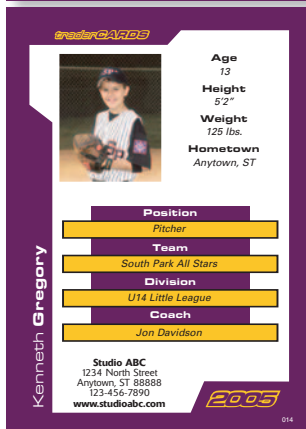 traderCARDS
Age
13
Height
5'2"
Weight
125 lbs.
Hometown
Anytown, ST
Position
Pitcher
Team
South Park All Stars
Division
U14 Little League
Coach
Jon Davidson
Kenneth Gregory
Studio ABC
1234 North Street
Anytown, ST 88888
123-456-7890
www.studioabc.com
2005
014